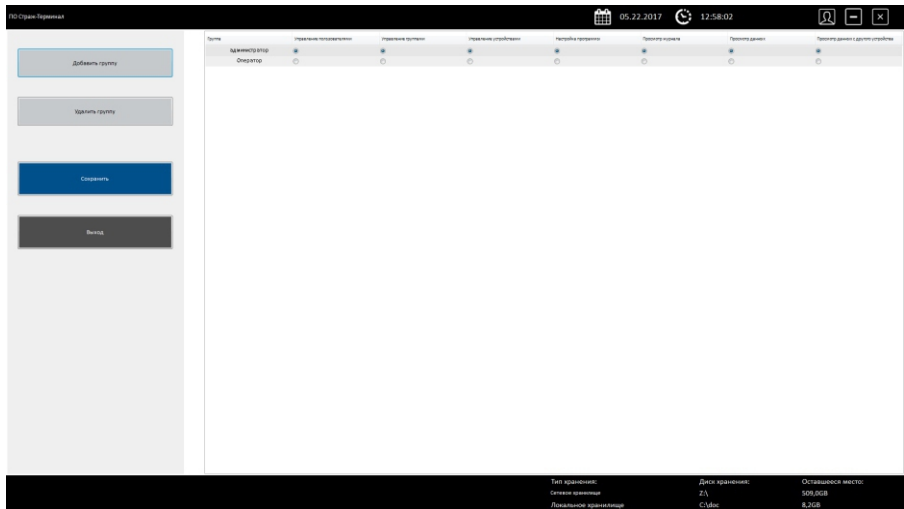 ПО Страж-Терминал 05.22.2017 12:58:02
Группа Управление пользователями Управление группами Управление устройствами Настройка программы Просмотр журнала Просмотр данных Просмотр данных с другого устройства
Администратор
Оператор
Добавить группу
Удалить группу
Сохранить
Выход
Тип хранения: Диск хранения: Оставшееся место:
Сетевое хранилище Z:\ 509,0GB
Локальное хранилище C:\doc 8,2GB